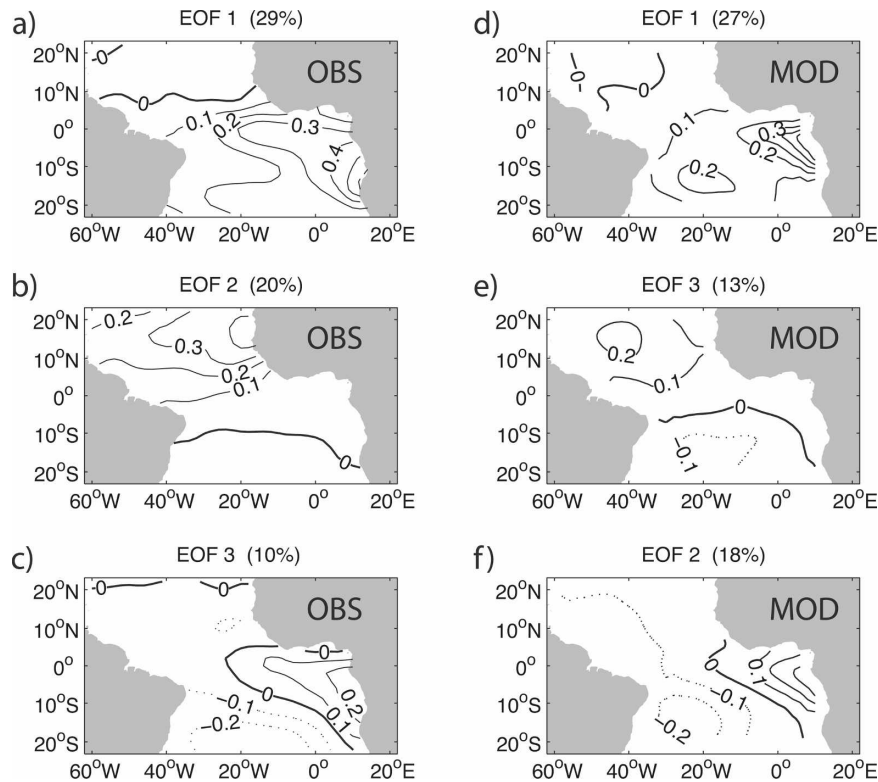 a) EOF 1 (29%)
20°N
10°N
0°
10°S
20°S
60°W 40°W 20°W 0° 20°E
OBS
-0
0
0.1
0.2
0.3
0.4
d) EOF 1 (27%)
20°N
10°N
0°
10°S
20°S
60°W 40°W 20°W 0° 20°E
MOD
-0
0
0.1
0.3
0.2
0.2
b) EOF 2 (20%)
20°N
10°N
0°
10°S
20°S
60°W 40°W 20°W 0° 20°E
OBS
0.2
0.3
0.2
0.1
0
e) EOF 3 (13%)
20°N
10°N
0°
10°S
20°S
60°W 40°W 20°W 0° 20°E
MOD
0.2
0.1
0
-0.1
c) EOF 3 (10%)
20°N
10°N
0°
10°S
20°S
60°W 40°W 20°W 0° 20°E
OBS
-0
0
0
0
-0.1
-0.2
0.2
0.1
f) EOF 2 (18%)
20°N
10°N
0°
10°S
20°S
60°W 40°W 20°W 0° 20°E
MOD
0
0.1
-0.1
-0.2